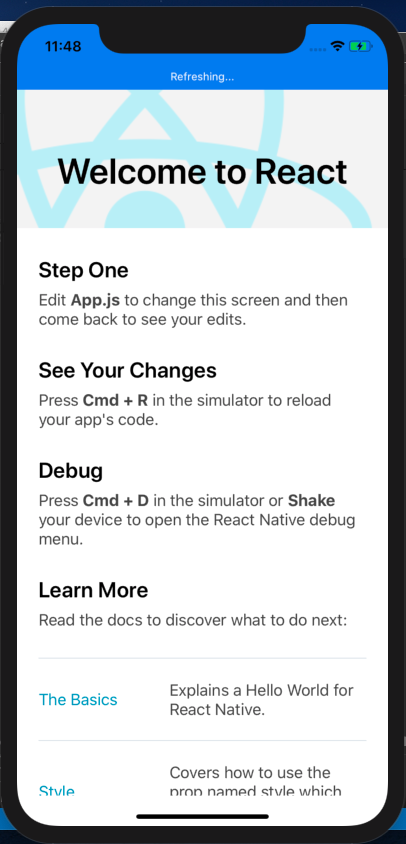 11:48
Refreshing...
Welcome to React
Step One
Edit App.js to change this screen and then
come back to see your edits.
See Your Changes
Press Cmd + R in the simulator to reload
your app's code.
Debug
Press Cmd + D in the simulator or Shake
your device to open the React Native debug
menu.
Learn More
Read the docs to discover what to do next:
The Basics
Explains a Hello World for
React Native.
Style
Covers how to use the
prop named style which